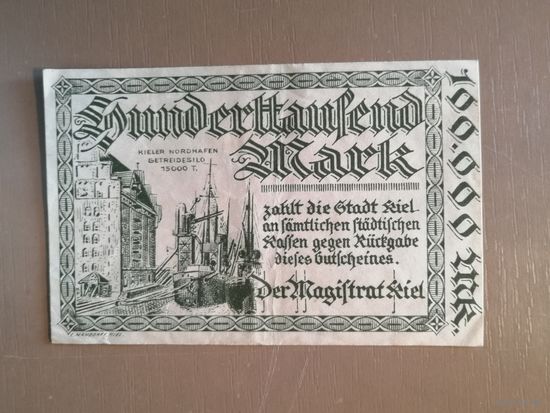 Hunderttausend
Mark
KIELER NORDHAFEN
GETREIDESILO
15000 T.
zahlt die Stadt Kiel
an sämtlichen städtischen
Kassen gegen Rückgabe
dieses Gutscheines.
Der Magistrat Kiel
100.000 Mk.